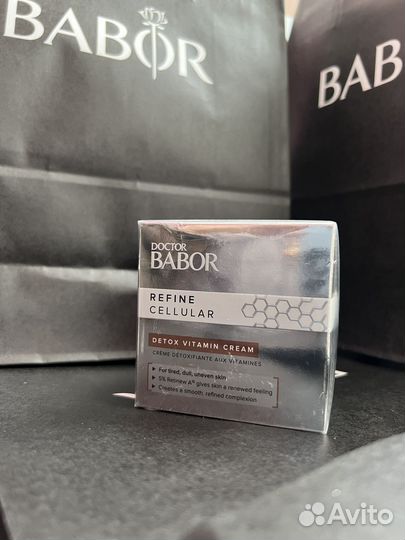 BABOR
BABOR
DOCTOR
BABOR
REFINE
CELLULAR
DETOX VITAMIN CREAM
CRÈME DÉTOXIFIANTE AUX VITAMINES
For tired, dull, uneven skin
5% Retinew A¹⁶ gives skin a renewed feeling
Creates a smooth, refined complexion
Avito